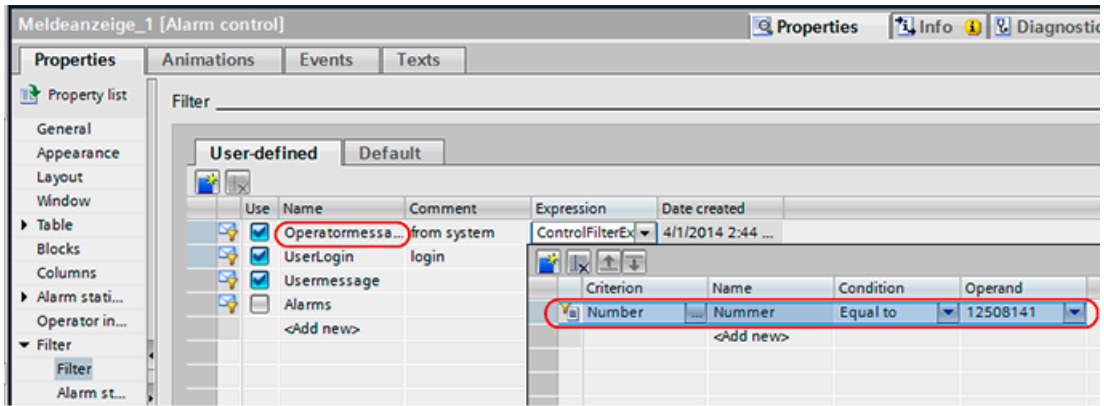 Meldeanzeige_1 [Alarm control]
Properties Info Diagnostic
Properties Animations Events Texts
Property list
Filter
General
Appearance
Layout
Window
Table
Blocks
Columns
Alarm stati...
Operator in...
Filter
Filter
Alarm st...
User-defined Default
Use Name Comment Expression Date created
Operatormessa... from system ControlFilterEx 4/1/2014 2:44 ...
UserLogin login
Usermessage
Alarms
<Add new>
Criterion Name Condition Operand
Number ... Nummer Equal to 12508141
<Add new>